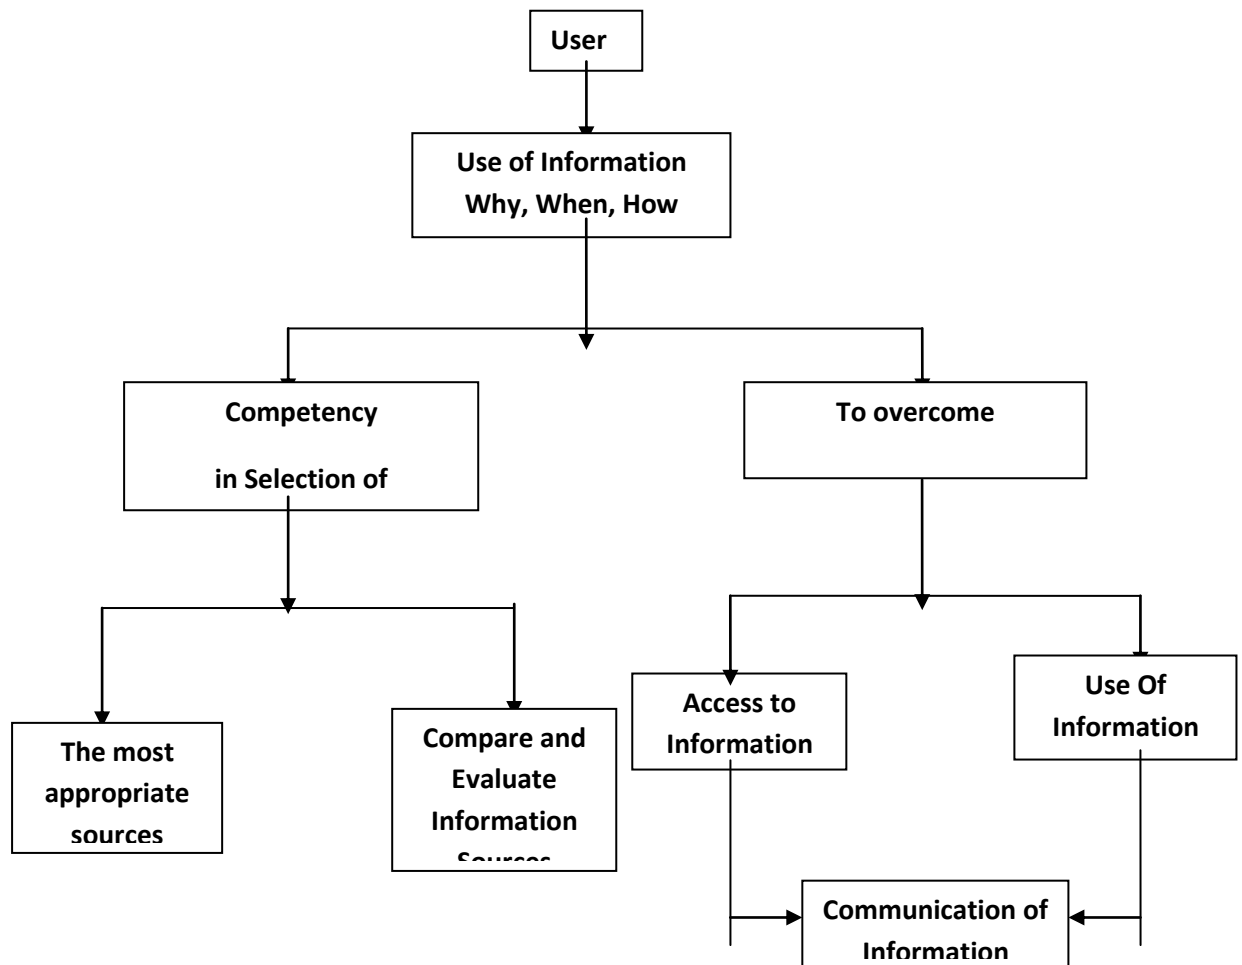 User
Use of Information
Why, When, How
Competency
in Selection of
To overcome
Access to
Information
Use Of
Information
The most
appropriate
sources
Compare and
Evaluate
Information
Sources
Communication of
Information